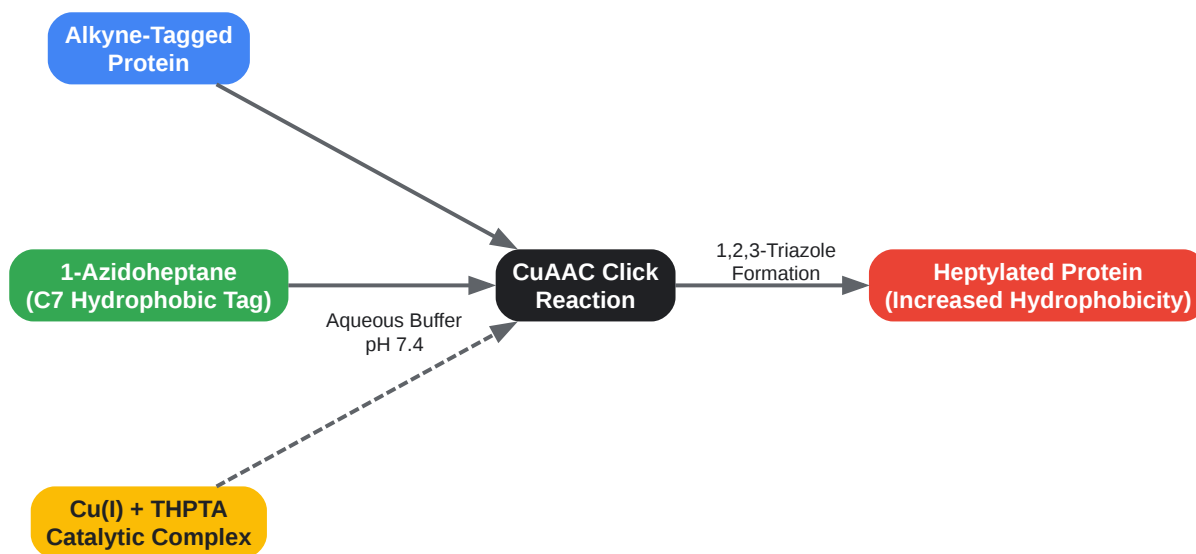 Alkyne-Tagged
Protein
1-Azidoheptane
(C7 Hydrophobic Tag)
Aqueous Buffer
pH 7.4
CuAAC Click
Reaction
1,2,3-Triazole
Formation
Heptylated Protein
(Increased Hydrophobicity)
Cu(I) + THPTA
Catalytic Complex